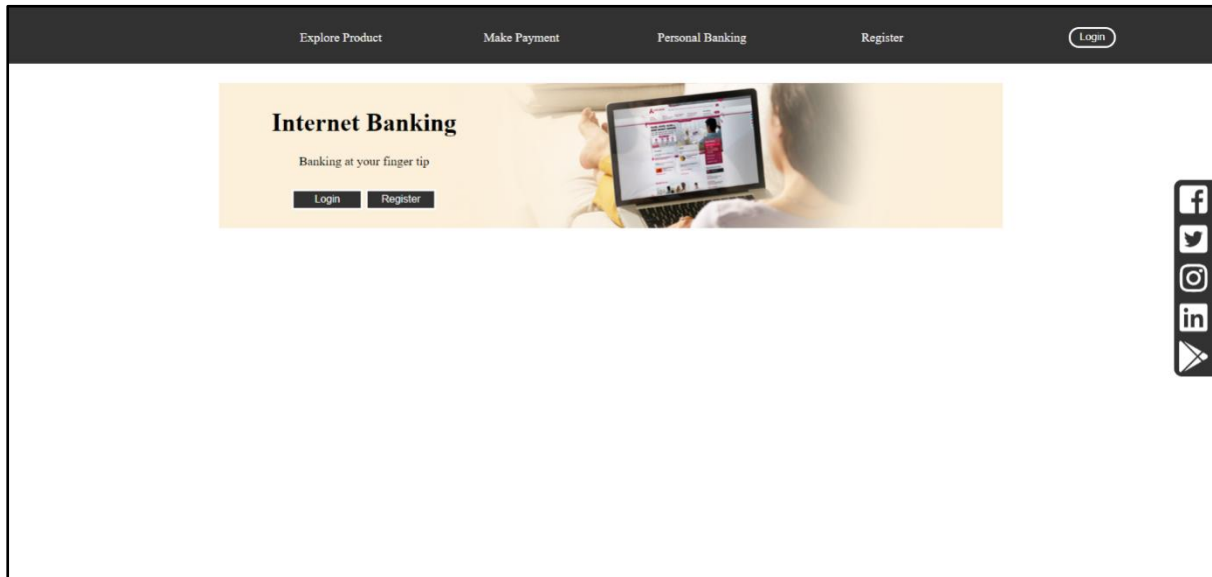 Explore Product Make Payment Personal Banking Register Login
Internet Banking
Banking at your finger tip
Login Register